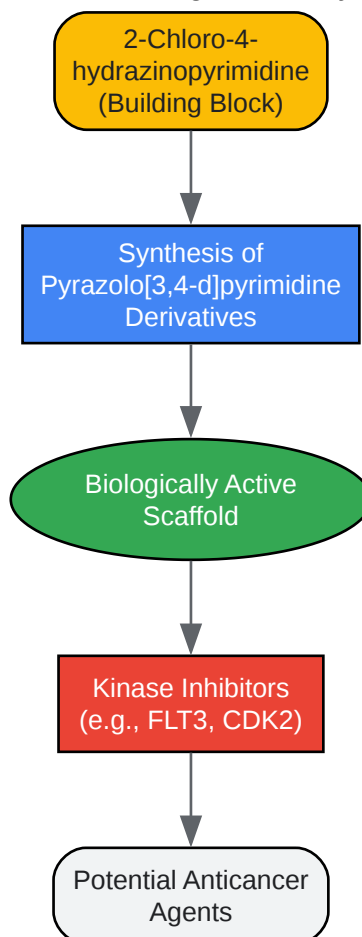 2-Chloro-4-
hydrazinopyrimidine
(Building Block)
Synthesis of
Pyrazolo[3,4-d]pyrimidine
Derivatives
Biologically Active
Scaffold
Kinase Inhibitors
(e.g., FLT3, CDK2)
Potential Anticancer
Agents